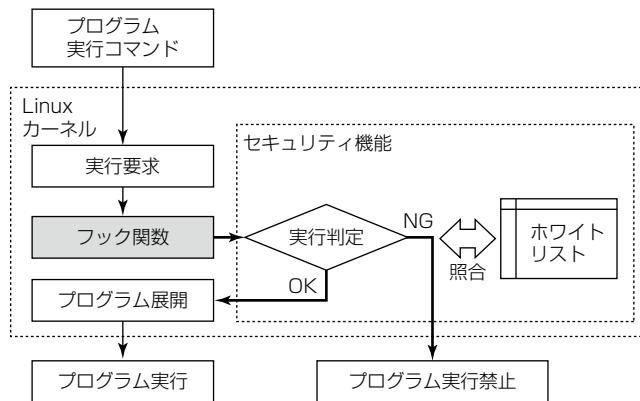 プログラム
実行コマンド
Linux
カーネル
セキュリティ機能
実行要求
フック関数
実行判定
NG
ホワイト
リスト
照合
OK
プログラム展開
プログラム実行
プログラム実行禁止